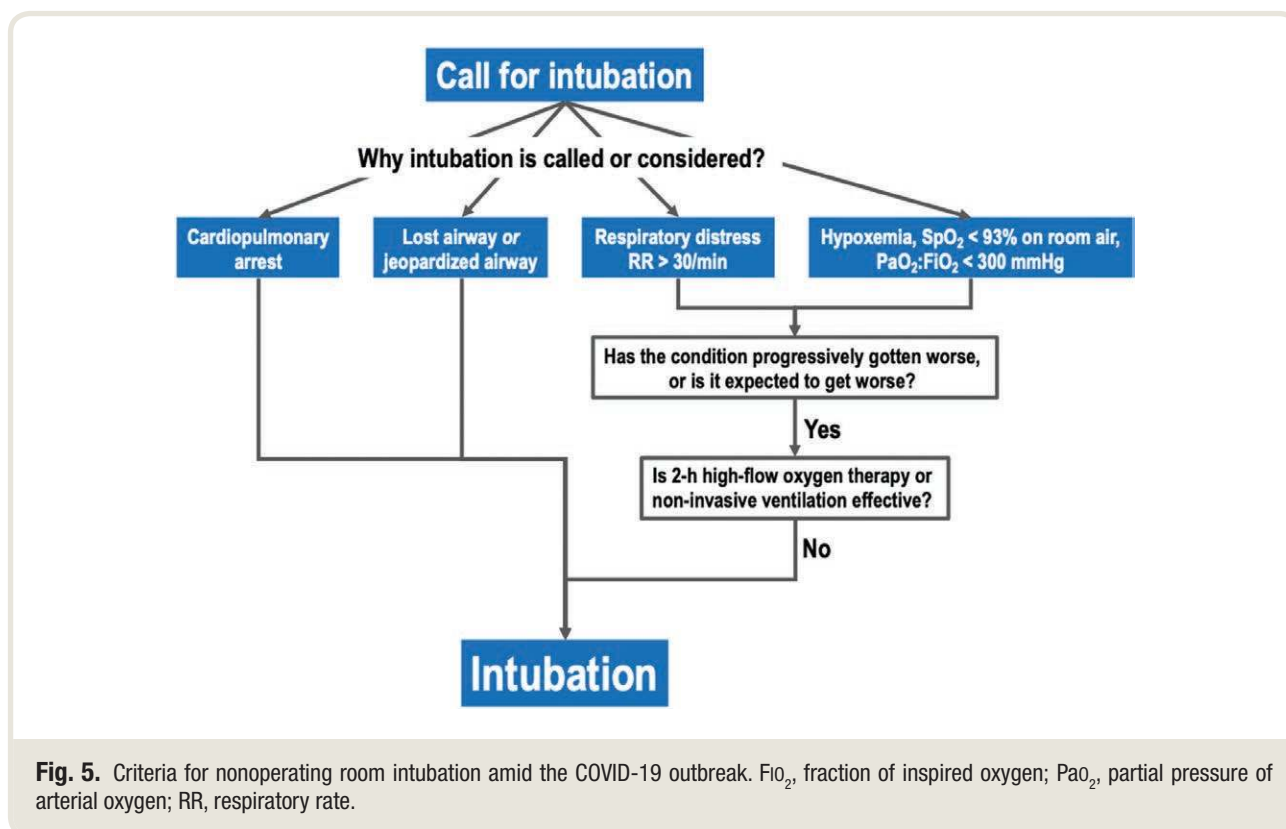 Call for intubation
Why intubation is called or considered?
Cardiopulmonary
arrest
Lost airway or
jeopardized airway
Respiratory distress
RR > 30/min
Hypoxemia, SpO₂ < 93% on room air,
PaO₂:FiO₂ < 300 mmHg
Has the condition progressively gotten worse,
or is it expected to get worse?
Yes
Is 2-h high-flow oxygen therapy or
non-invasive ventilation effective?
No
Intubation
Fig. 5. Criteria for nonoperating room intubation amid the COVID-19 outbreak. FIO₂, fraction of inspired oxygen; PaO₂, partial pressure of
arterial oxygen; RR, respiratory rate.